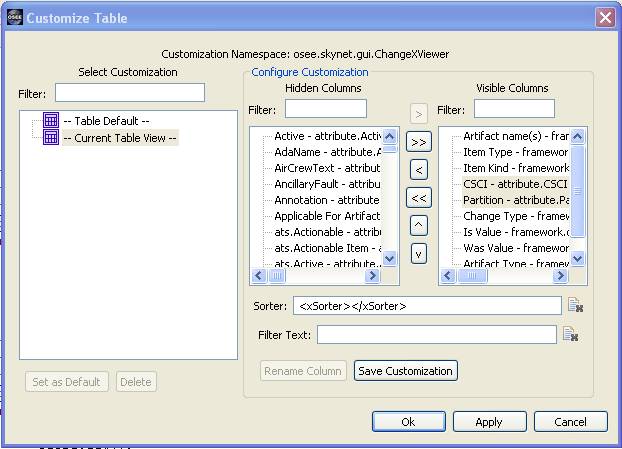 OSEE Customize Table
Customization Namespace: osee.skynet.gui.ChangeXViewer
Select Customization
Filter:
-- Table Default --
-- Current Table View --
Set as Default
Delete
Configure Customization
Hidden Columns
Filter:
Active - attribute.Activ
AdaName - attribute.A
AirCrewText - attribut
AncillaryFault - attribu
Annotation - attribute
Applicable For Artifact
ats.Actionable - attrib
ats.Actionable Item - a
ats.Active - attribute.
>
>>
<
<<
^
v
Visible Columns
Filter:
Artifact name(s) - fram
Item Type - framewor
Item Kind - framework
CSCI - attribute.CSCI
Partition - attribute.Pa
Change Type - framew
Is Value - framework.c
Was Value - framewor
Artifact Type - framew
Sorter: <xSorter></xSorter>
Filter Text:
Rename Column
Save Customization
Ok
Apply
Cancel